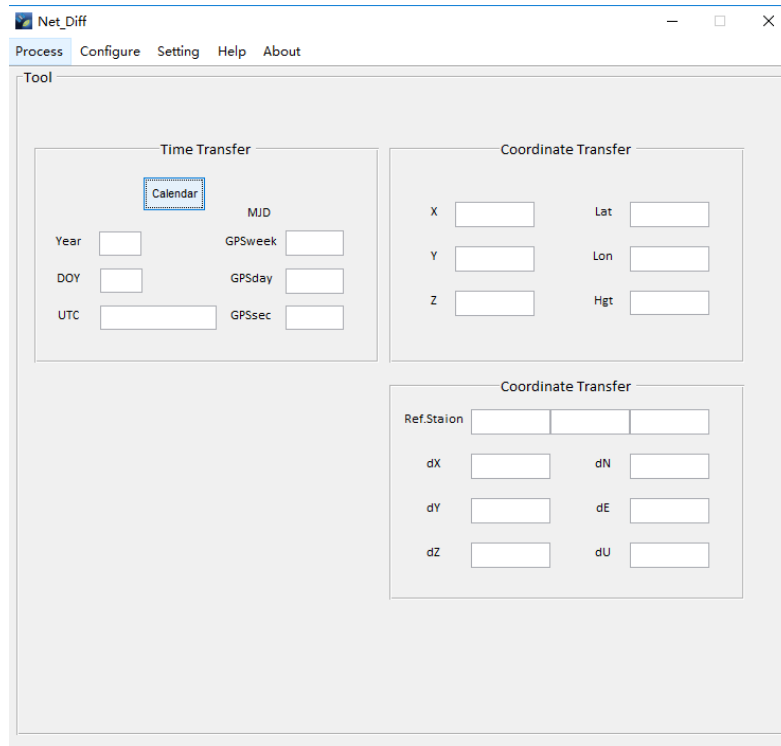 Net_Diff
Process Configure Setting Help About
Tool
Time Transfer
Calendar
MJD
Year GPSweek
DOY GPSday
UTC GPSsec
Coordinate Transfer
X Lat
Y Lon
Z Hgt
Coordinate Transfer
Ref.Staion
dX dN
dY dE
dZ dU